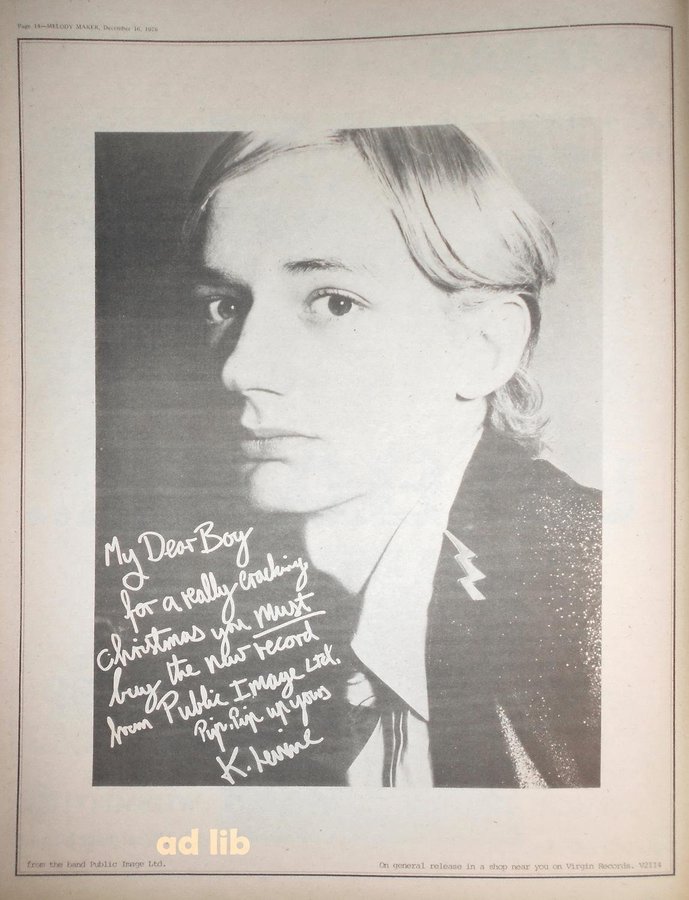 Page 18—MELODY MAKER, December 16, 1978
My Dear Boy
for a really cracking
Christmas you must
buy the new record
from Public Image Ltd.
Pip. Pip up yours
K. Levine
ad lib
from the band Public Image Ltd.
On general release in a shop near you on Virgin Records. V2114